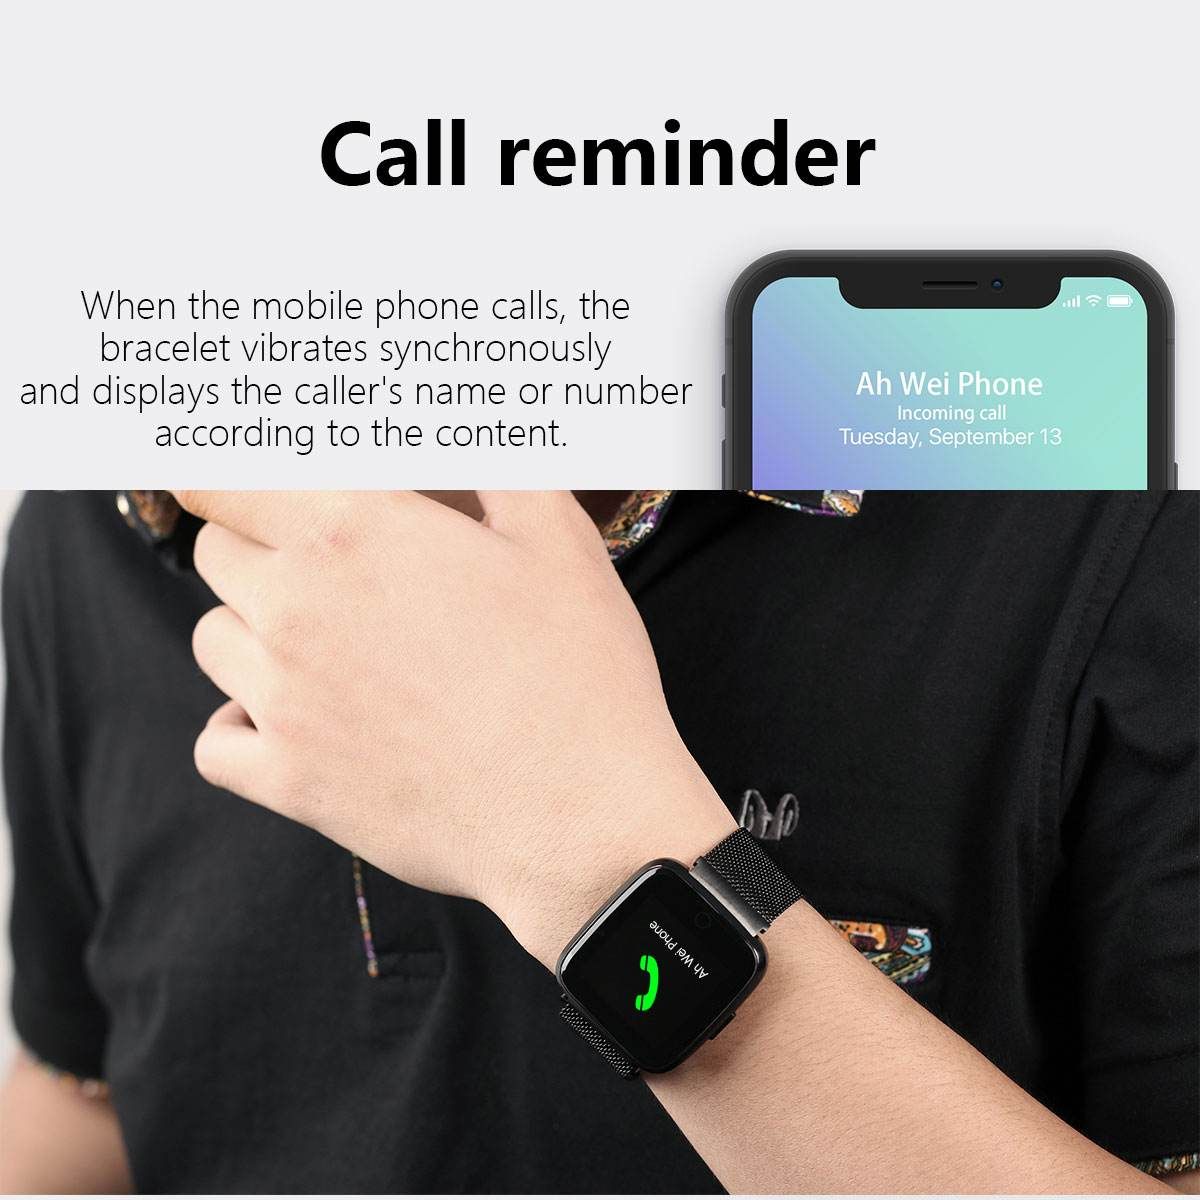 Call reminder
When the mobile phone calls, the
bracelet vibrates synchronously
and displays the caller's name or number
according to the content.
Ah Wei Phone
Incoming call
Tuesday, September 13
Ah Wei Phone